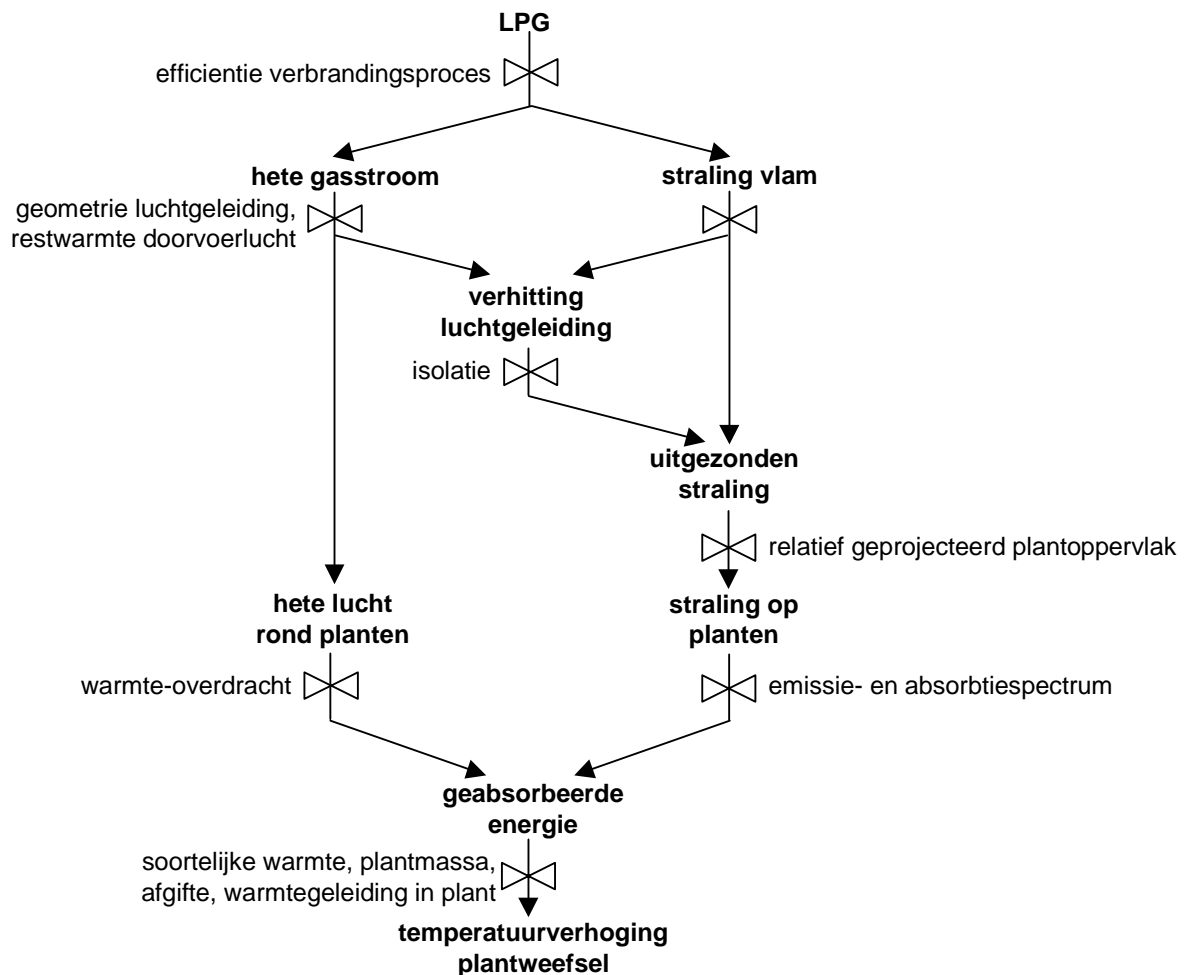 LPG
efficientie verbrandingsproces
hete gasstroom
straling vlam
geometrie luchtgeleiding,
restwarmte doorvoerlucht
verhitting
luchtgeleiding
isolatie
uitgezonden
straling
relatief geprojecteerd plantoppervlak
hete lucht
rond planten
straling op
planten
warmte-overdracht
emissie- en absorbtiespectrum
geabsorbeerde
energie
soortelijke warmte, plantmassa,
afgifte, warmtegeleiding in plant
temperatuurverhoging
plantweefsel